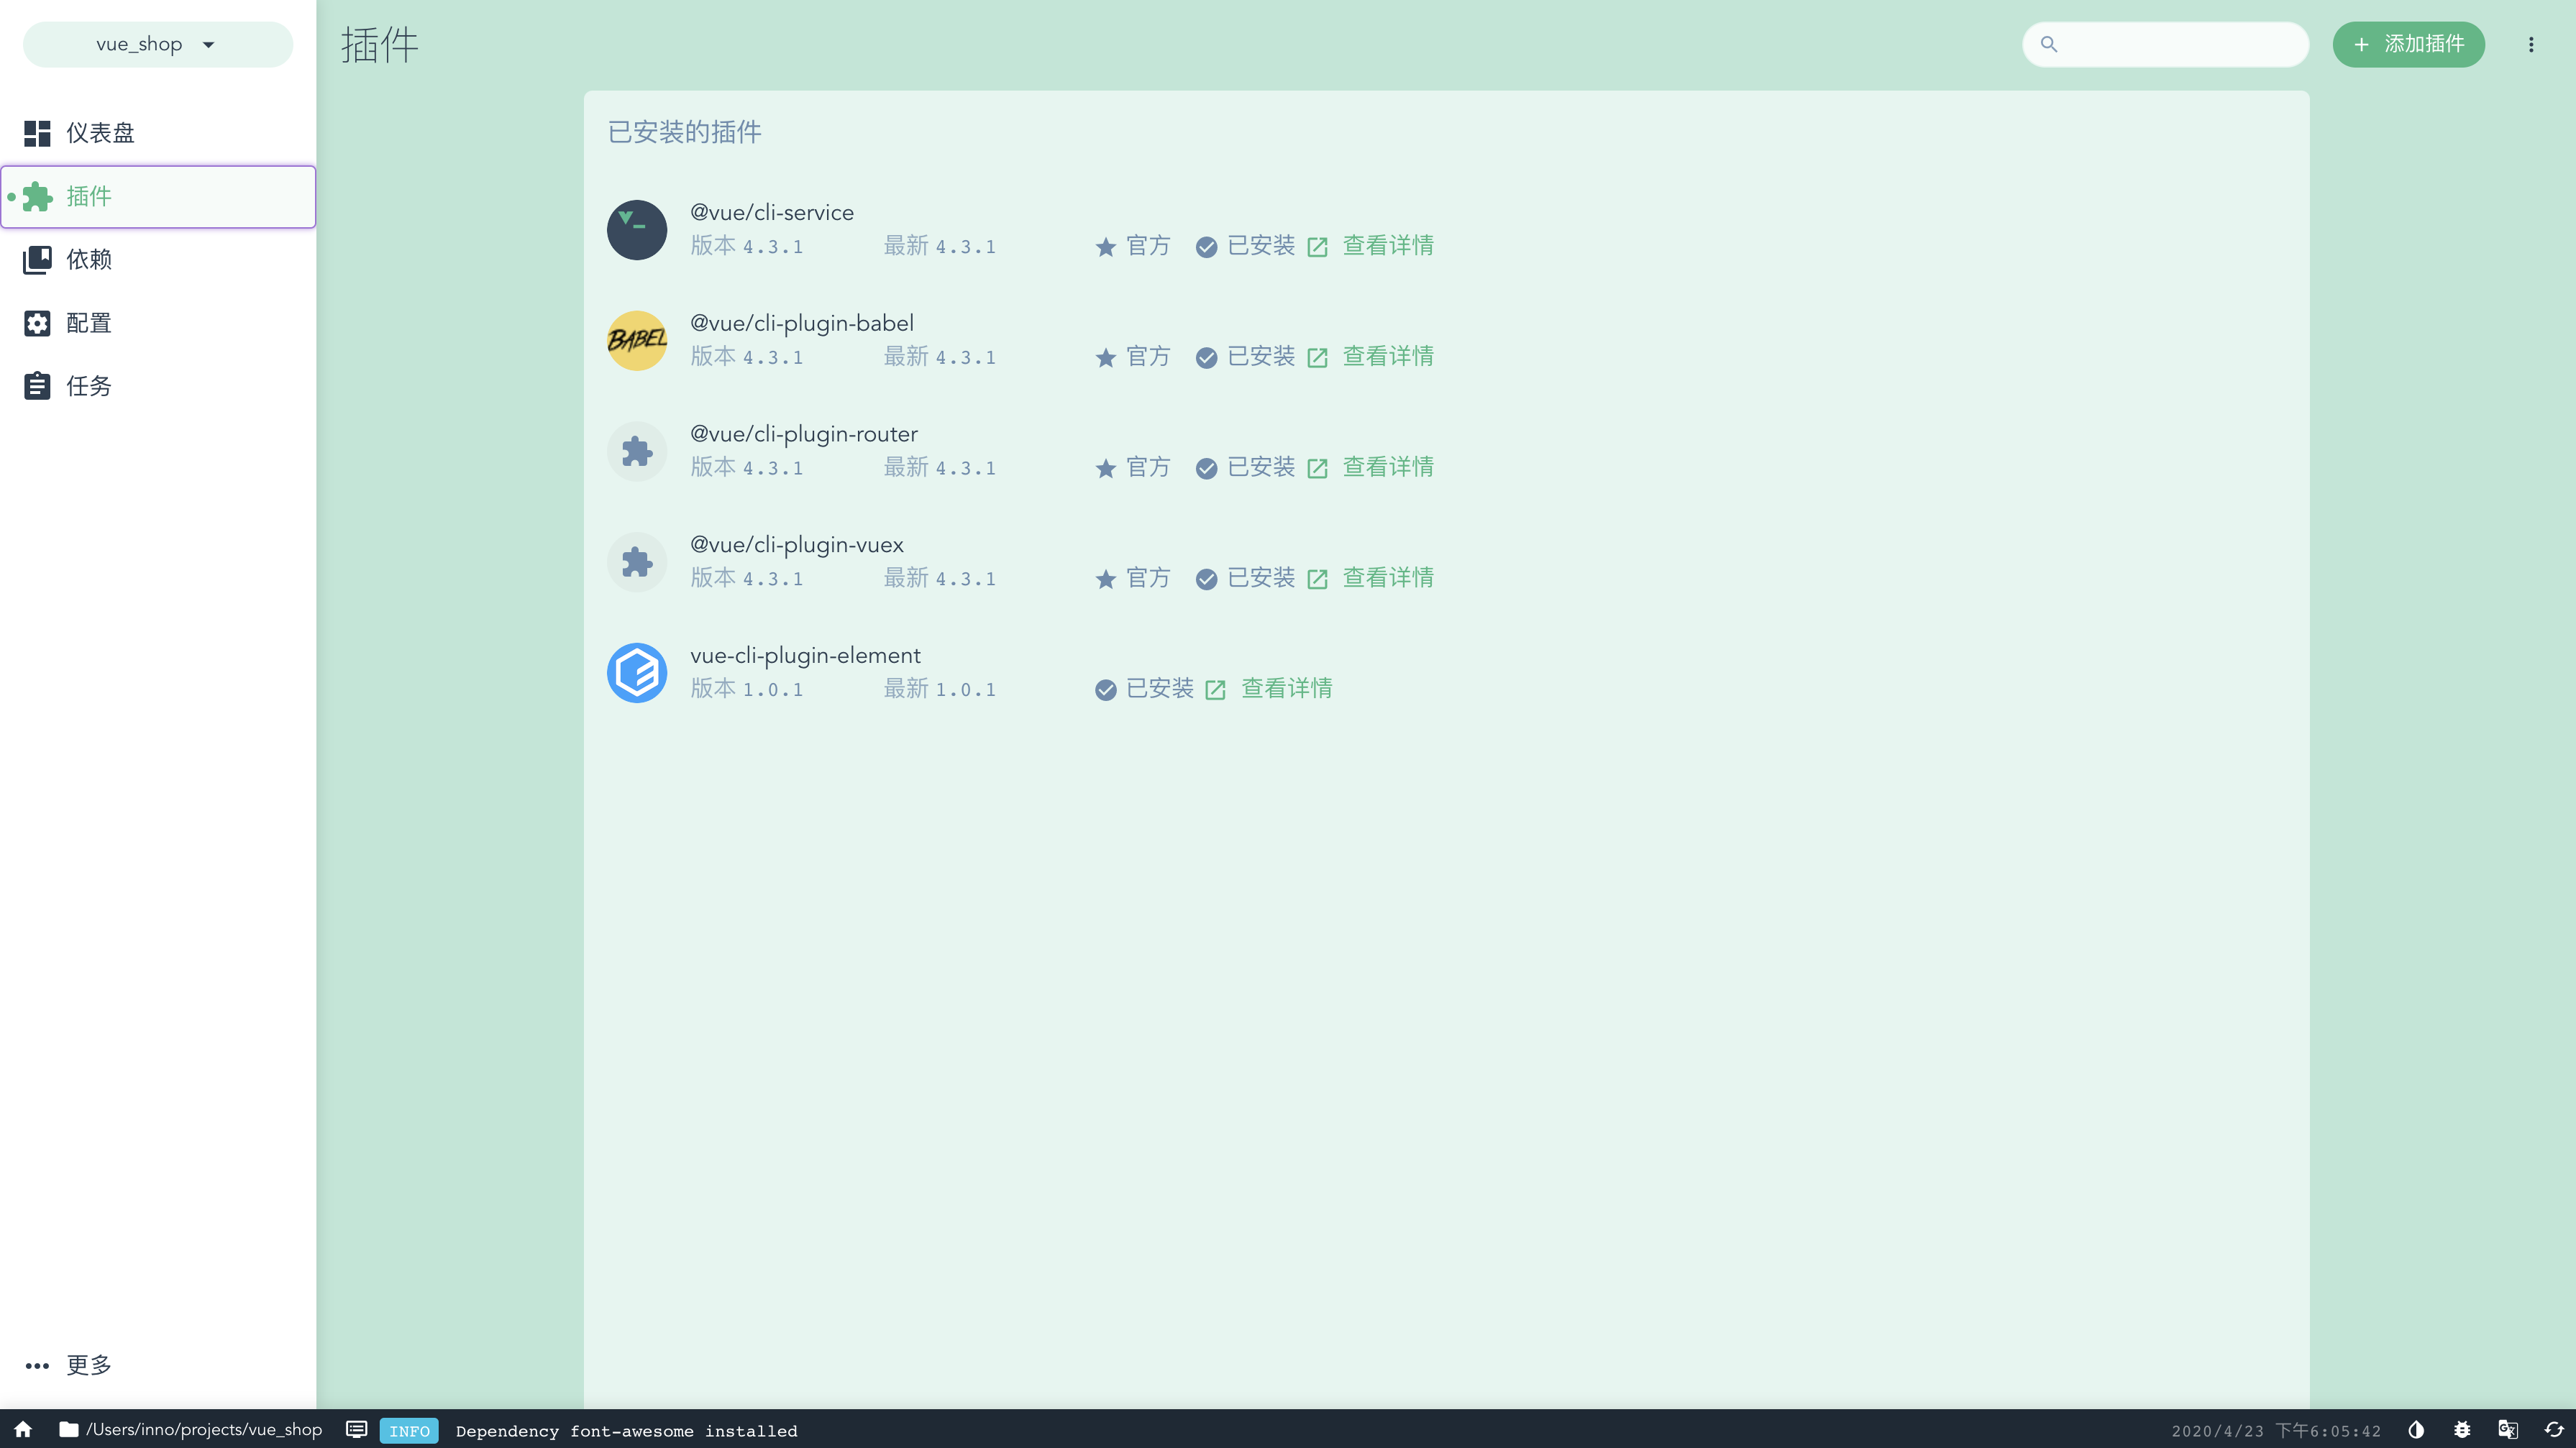 vue_shop
插件
添加插件
仪表盘
插件
依赖
配置
任务
更多
已安装的插件
@vue/cli-service
版本 4.3.1 最新 4.3.1 官方 已安装 查看详情
BABEL
@vue/cli-plugin-babel
版本 4.3.1 最新 4.3.1 官方 已安装 查看详情
@vue/cli-plugin-router
版本 4.3.1 最新 4.3.1 官方 已安装 查看详情
@vue/cli-plugin-vuex
版本 4.3.1 最新 4.3.1 官方 已安装 查看详情
vue-cli-plugin-element
版本 1.0.1 最新 1.0.1 已安装 查看详情
/Users/inno/projects/vue_shop INFO Dependency font-awesome installed 2020/4/23 下午6:05:42